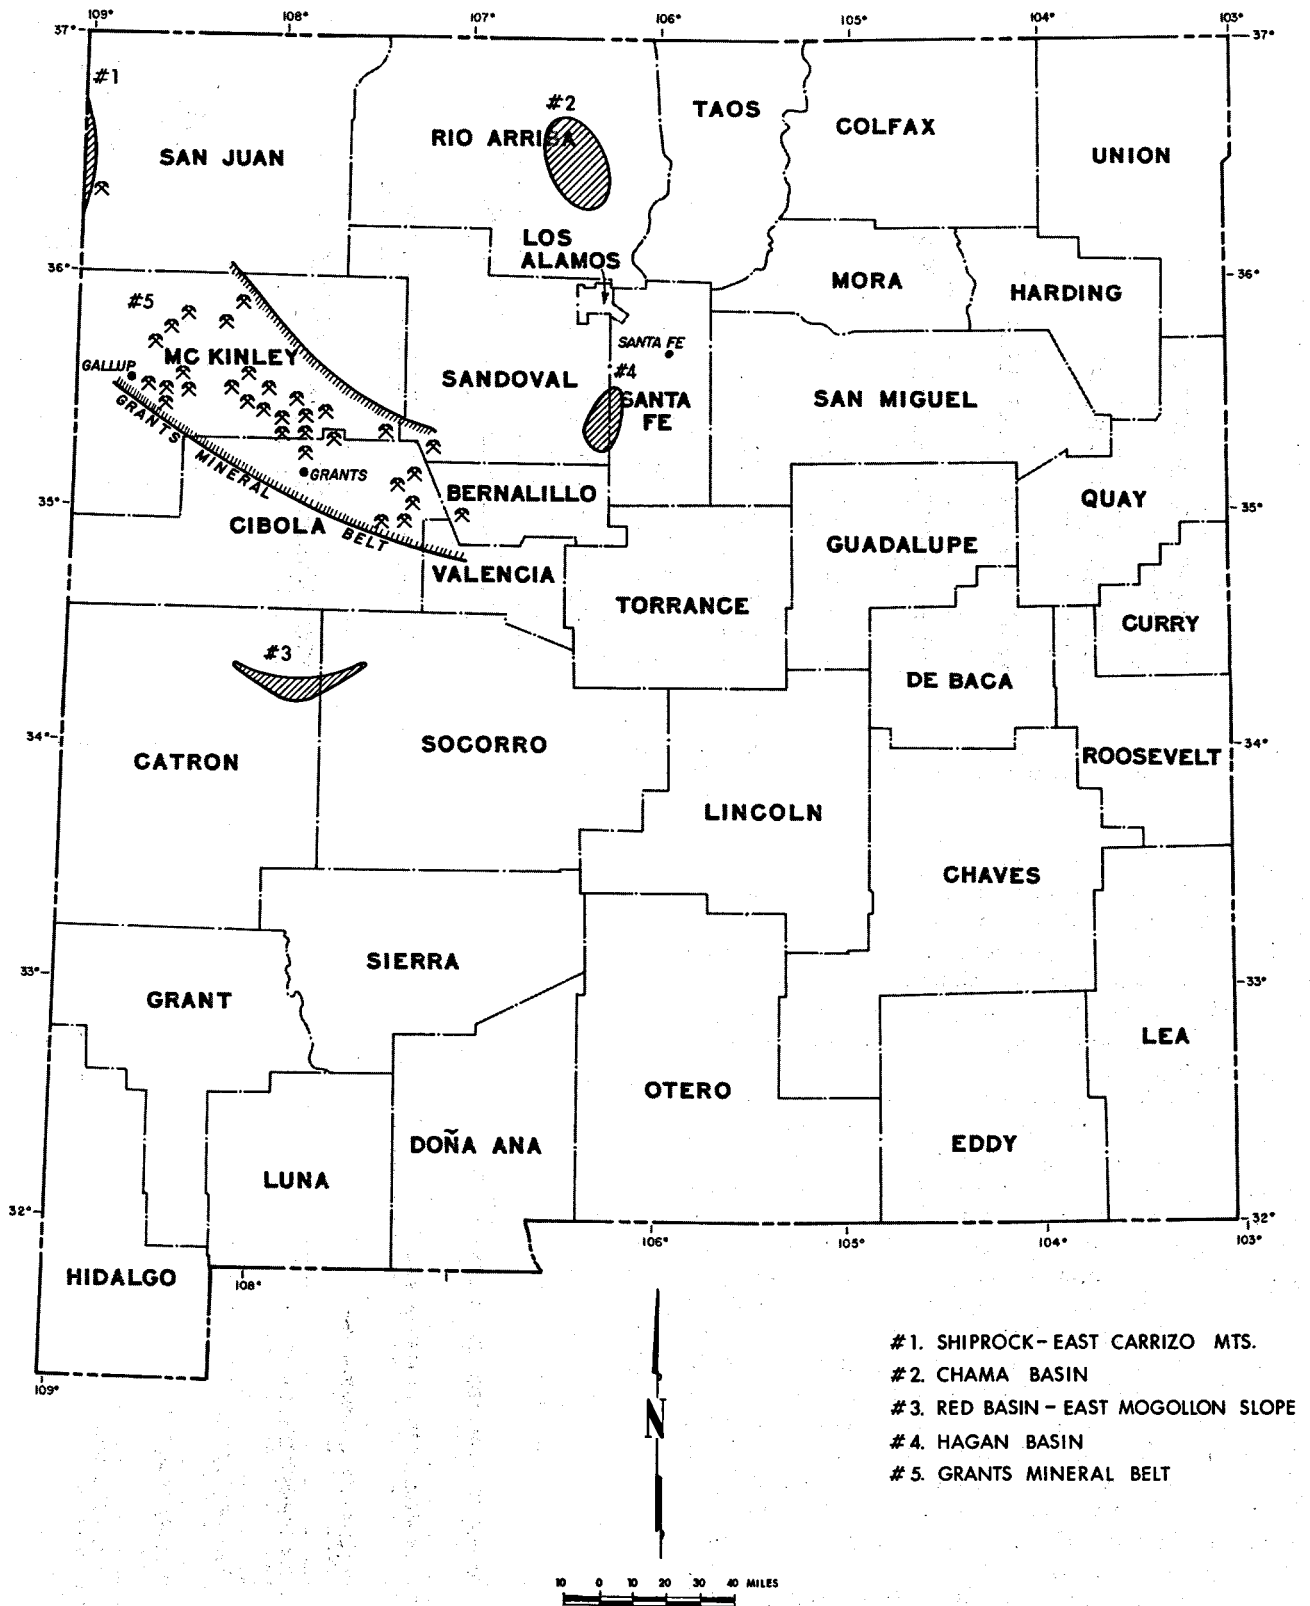 109° 108° 107° 106° 105° 104° 103°
37° 37°
#1
#2
TAOS
COLFAX
RIO ARRIBA
SAN JUAN
UNION
LOS
ALAMOS
36° 36°
MORA
HARDING
#5
SANTA FE
MC KINLEY
GALLUP
#4
SANDOVAL
SANTA
FE
SAN MIGUEL
GRANTS MINERAL BELT
GRANTS
BERNALILLO
QUAY
35° 35°
CIBOLA
GUADALUPE
VALENCIA
TORRANCE
CURRY
#3
DE BACA
34° 34°
SOCORRO
CATRON
ROOSEVELT
LINCOLN
CHAVES
SIERRA
33° 33°
GRANT
LEA
OTERO
DOÑA ANA
EDDY
LUNA
32° 32°
106° 105° 104° 103°
HIDALGO
108°
109°
#1. SHIPROCK-EAST CARRIZO MTS.
#2. CHAMA BASIN
#3. RED BASIN-EAST MOGOLLON SLOPE
#4. HAGAN BASIN
#5. GRANTS MINERAL BELT
N
10 0 10 20 30 40 MILES